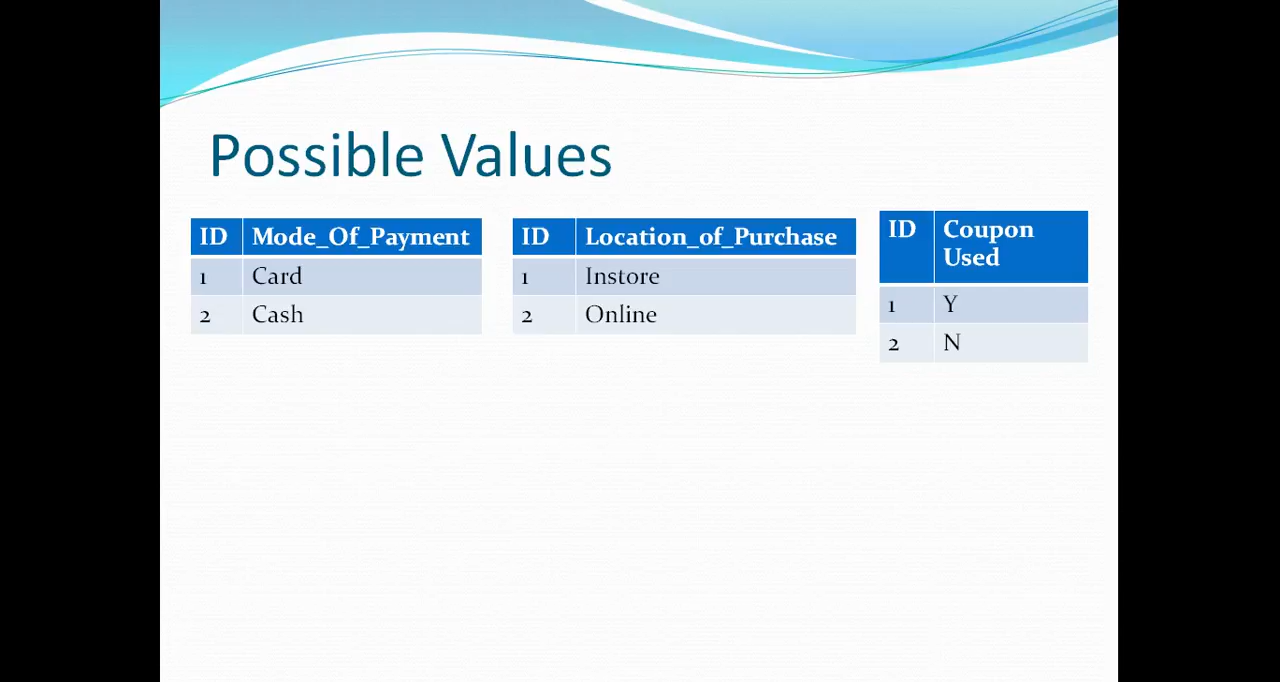 Possible Values
ID Mode_Of_Payment
1 Card
2 Cash
ID Location_of_Purchase
1 Instore
2 Online
ID Coupon
Used
1 Y
2 N